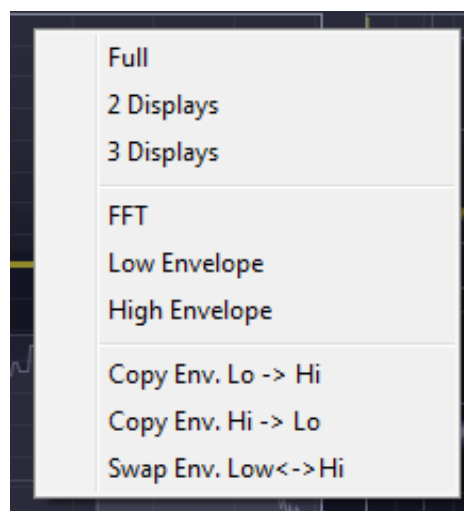 Full
2 Displays
3 Displays
FFT
Low Envelope
High Envelope
Copy Env. Lo -> Hi
Copy Env. Hi -> Lo
Swap Env. Low<->Hi